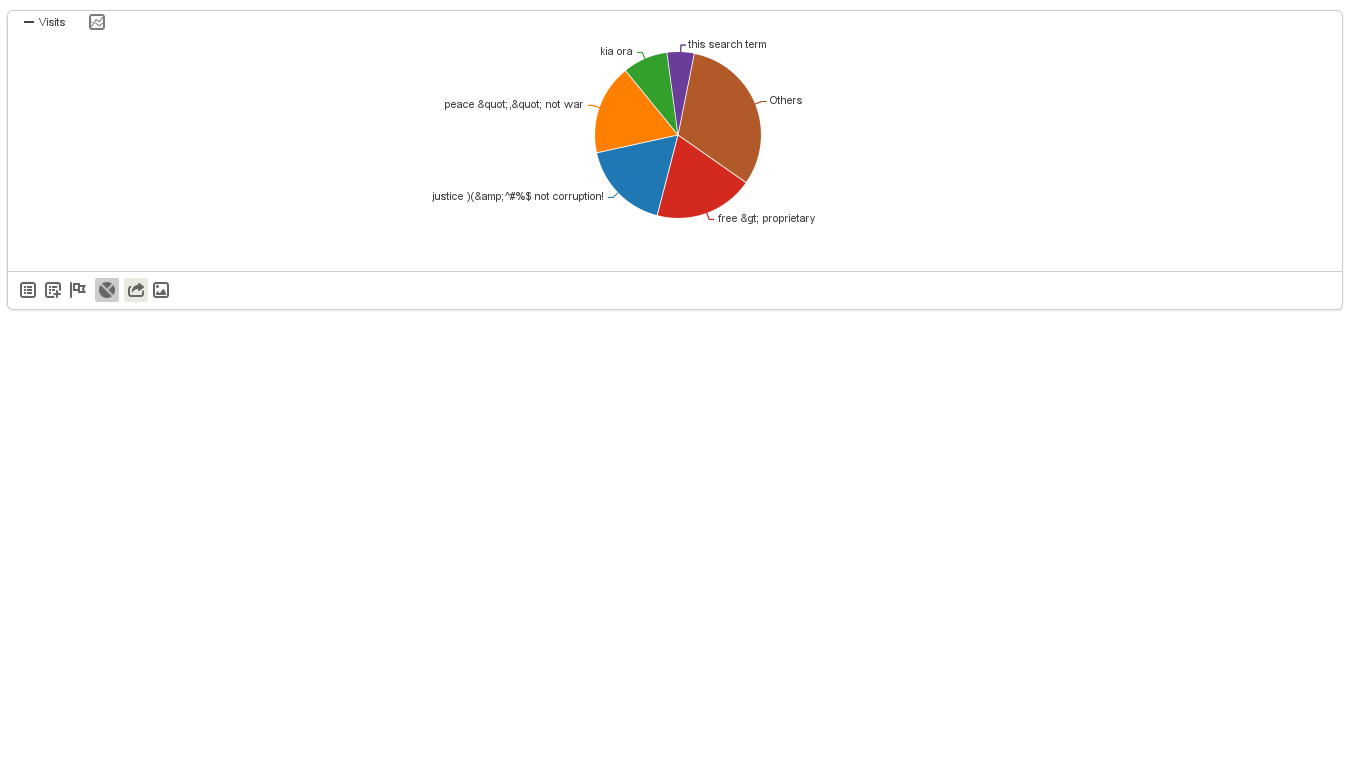 Visits
this search term
kia ora
Others
peace &quot;,&quot; not war
justice )(&amp;^#%$ not corruption!
free &gt; proprietary